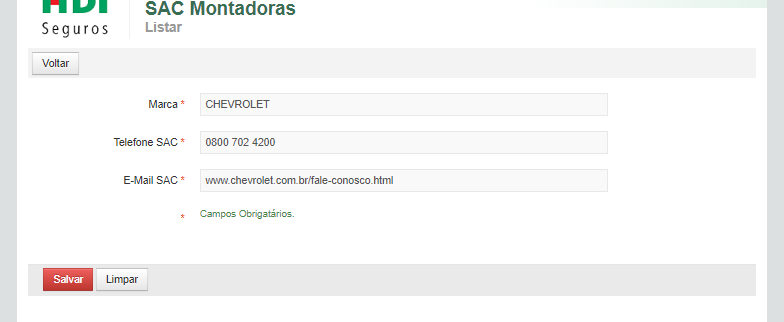 HDI
Seguros
SAC Montadoras
Listar
Voltar
Marca * CHEVROLET
Telefone SAC * 0800 702 4200
E-Mail SAC * www.chevrolet.com.br/fale-conosco.html
* Campos Obrigatários.
Salvar Limpar